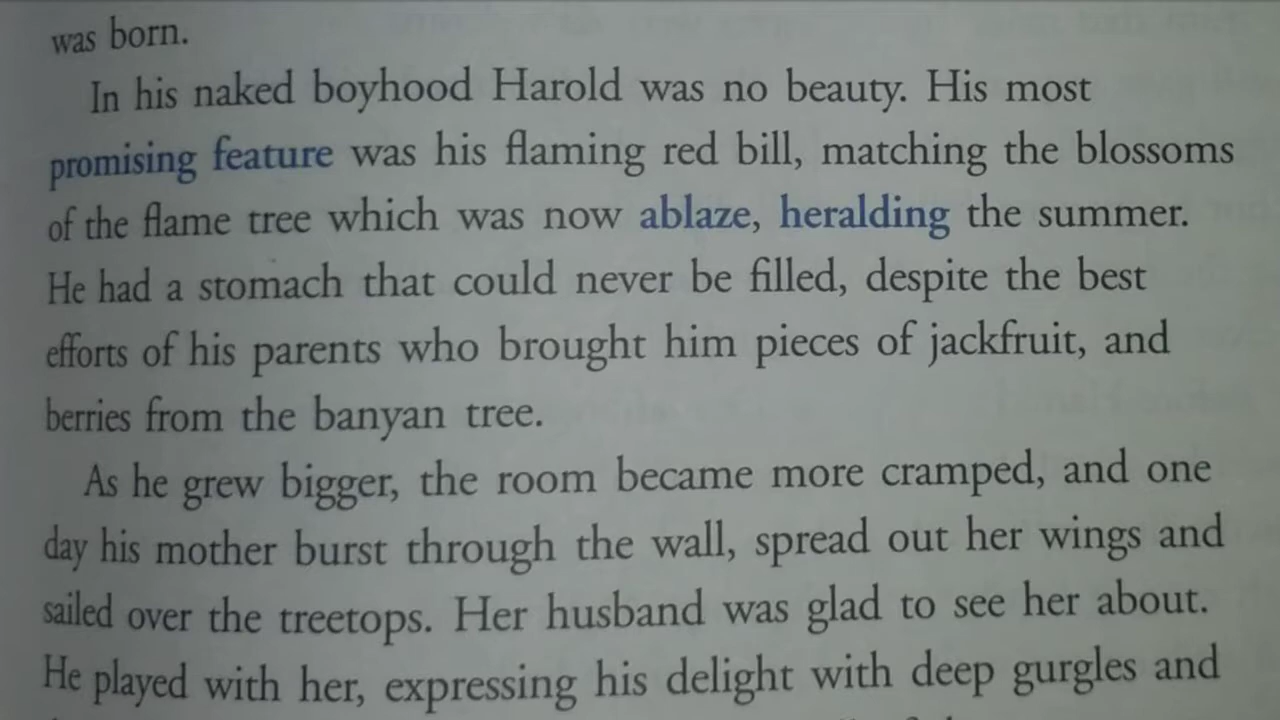 was born.
In his naked boyhood Harold was no beauty. His most
promising feature was his flaming red bill, matching the blossoms
of the flame tree which was now ablaze, heralding the summer.
He had a stomach that could never be filled, despite the best
efforts of his parents who brought him pieces of jackfruit, and
berries from the banyan tree.
As he grew bigger, the room became more cramped, and one
day his mother burst through the wall, spread out her wings and
sailed over the treetops. Her husband was glad to see her about.
He played with her, expressing his delight with deep gurgles and